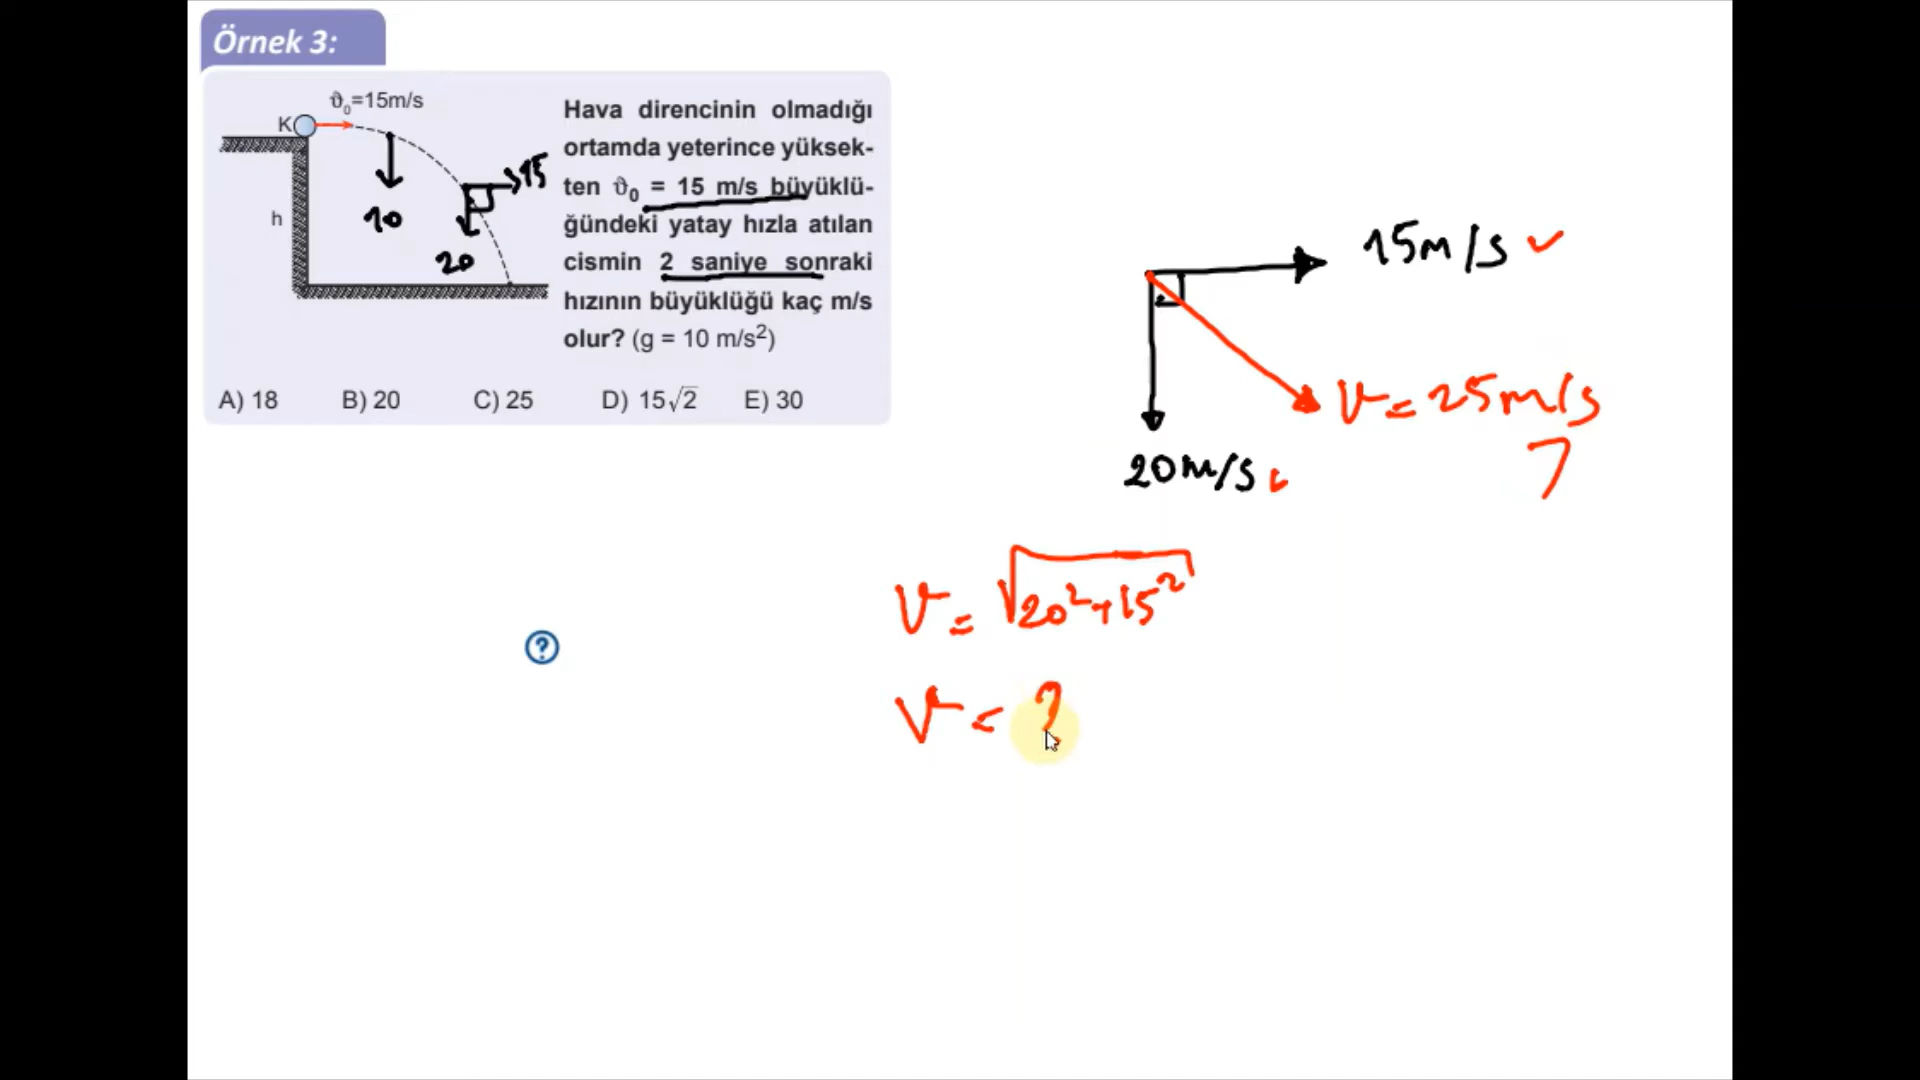 Örnek 3:
ϑ₀=15m/s
K
h
10
15
20
Hava direncinin olmadığı
ortamda yeterince yüksek-
ten ϑ₀ = 15 m/s büyüklü-
ğündeki yatay hızla atılan
cismin 2 saniye sonraki
hızının büyüklüğü kaç m/s
olur? (g = 10 m/s²)
A) 18 B) 20 C) 25 D) 15√2 E) 30
15m/s
V=25m/s
20m/s
V=√20²+15²
V=?
?